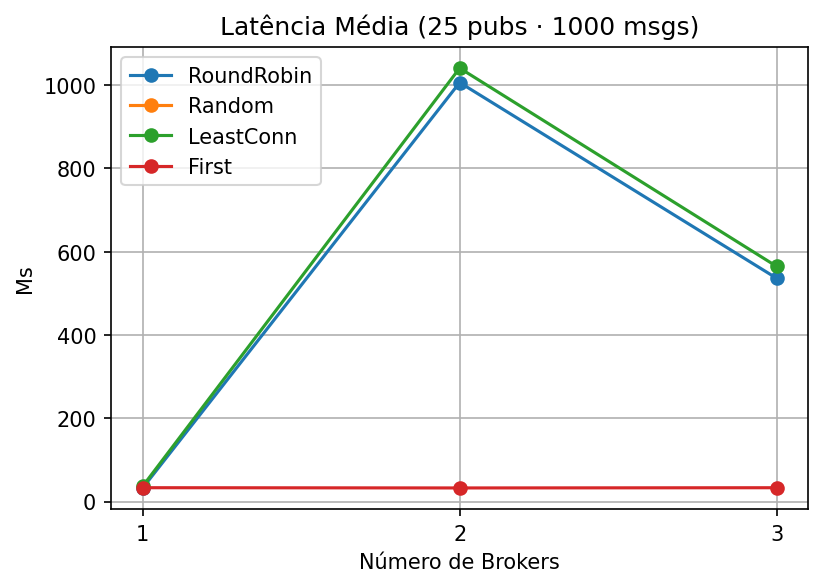 Latência Média (25 pubs · 1000 msgs)
RoundRobin
Random
LeastConn
First
1000
800
600
400
200
0
Ms
1
2
3
Número de Brokers